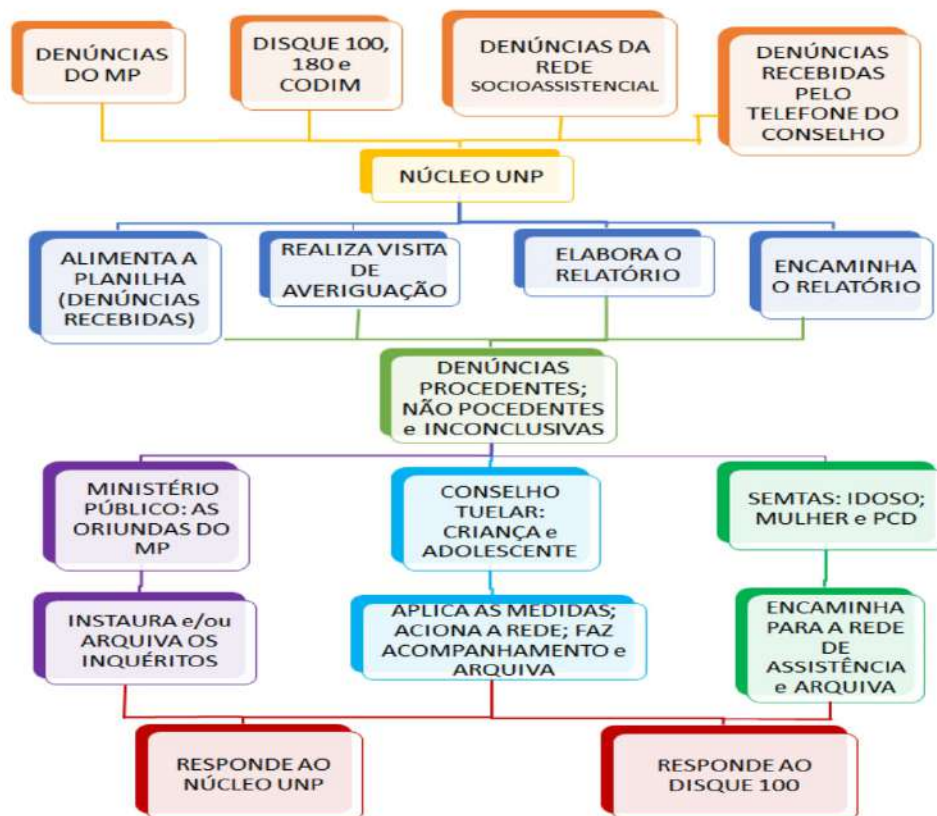 DENÚNCIAS
DO MP
DISQUE 100,
180 e
CODIM
DENÚNCIAS DA
REDE
SOCIOASSISTENCIAL
DENÚNCIAS
RECEBIDAS
PELO
TELEFONE DO
CONSELHO
NÚCLEO UNP
ALIMENTA A
PLANILHA
(DENÚNCIAS
RECEBIDAS)
REALIZA VISITA
DE
AVERIGUAÇÃO
ELABORA O
RELATÓRIO
ENCAMINHA
O RELATÓRIO
DENÚNCIAS
PROCEDENTES;
NÃO POCEDENTES
e INCONCLUSIVAS
MINISTÉRIO
PÚBLICO: AS
ORIUNDAS DO
MP
CONSELHO
TUELAR:
CRIANÇA e
ADOLESCENTE
SEMTAS: IDOSO;
MULHER e PCD
INSTAURA e/ou
ARQUIVA OS
INQUÉRITOS
APLICA AS MEDIDAS;
ACIONA A REDE; FAZ
ACOMPANHAMENTO e
ARQUIVA
ENCAMINHA
PARA A REDE
DE
ASSISTÊNCIA
e ARQUIVA
RESPONDE AO
NÚCLEO UNP
RESPONDE AO
DISQUE 100